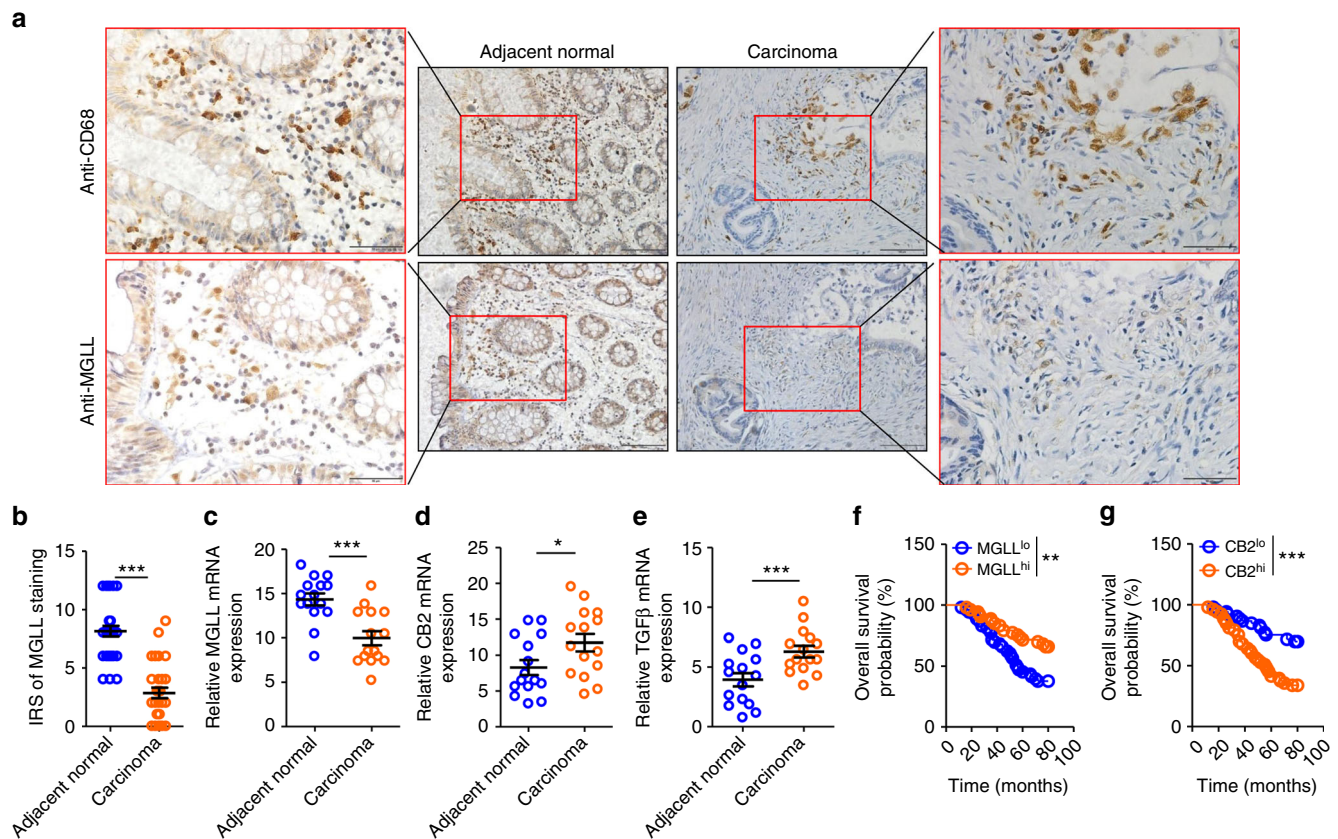 a
Adjacent normal
Carcinoma
Anti-CD68
Anti-MGLL
b
IRS of MGLL staining
15
10
5
0
***
Adjacent normal
Carcinoma
c
Relative MGLL mRNA
expression
20
15
10
5
0
***
Adjacent normal
Carcinoma
d
Relative CB2 mRNA
expression
25
20
15
10
5
0
*
Adjacent normal
Carcinoma
e
Relative TGFβ mRNA
expression
15
10
5
0
***
Adjacent normal
Carcinoma
f
Overall survival
probability (%)
150
100
50
0
MGLLlo
MGLLhi
**
0 20 40 60 80 100
Time (months)
g
Overall survival
probability (%)
150
100
50
0
CB2lo
CB2hi
***
0 20 40 60 80 100
Time (months)